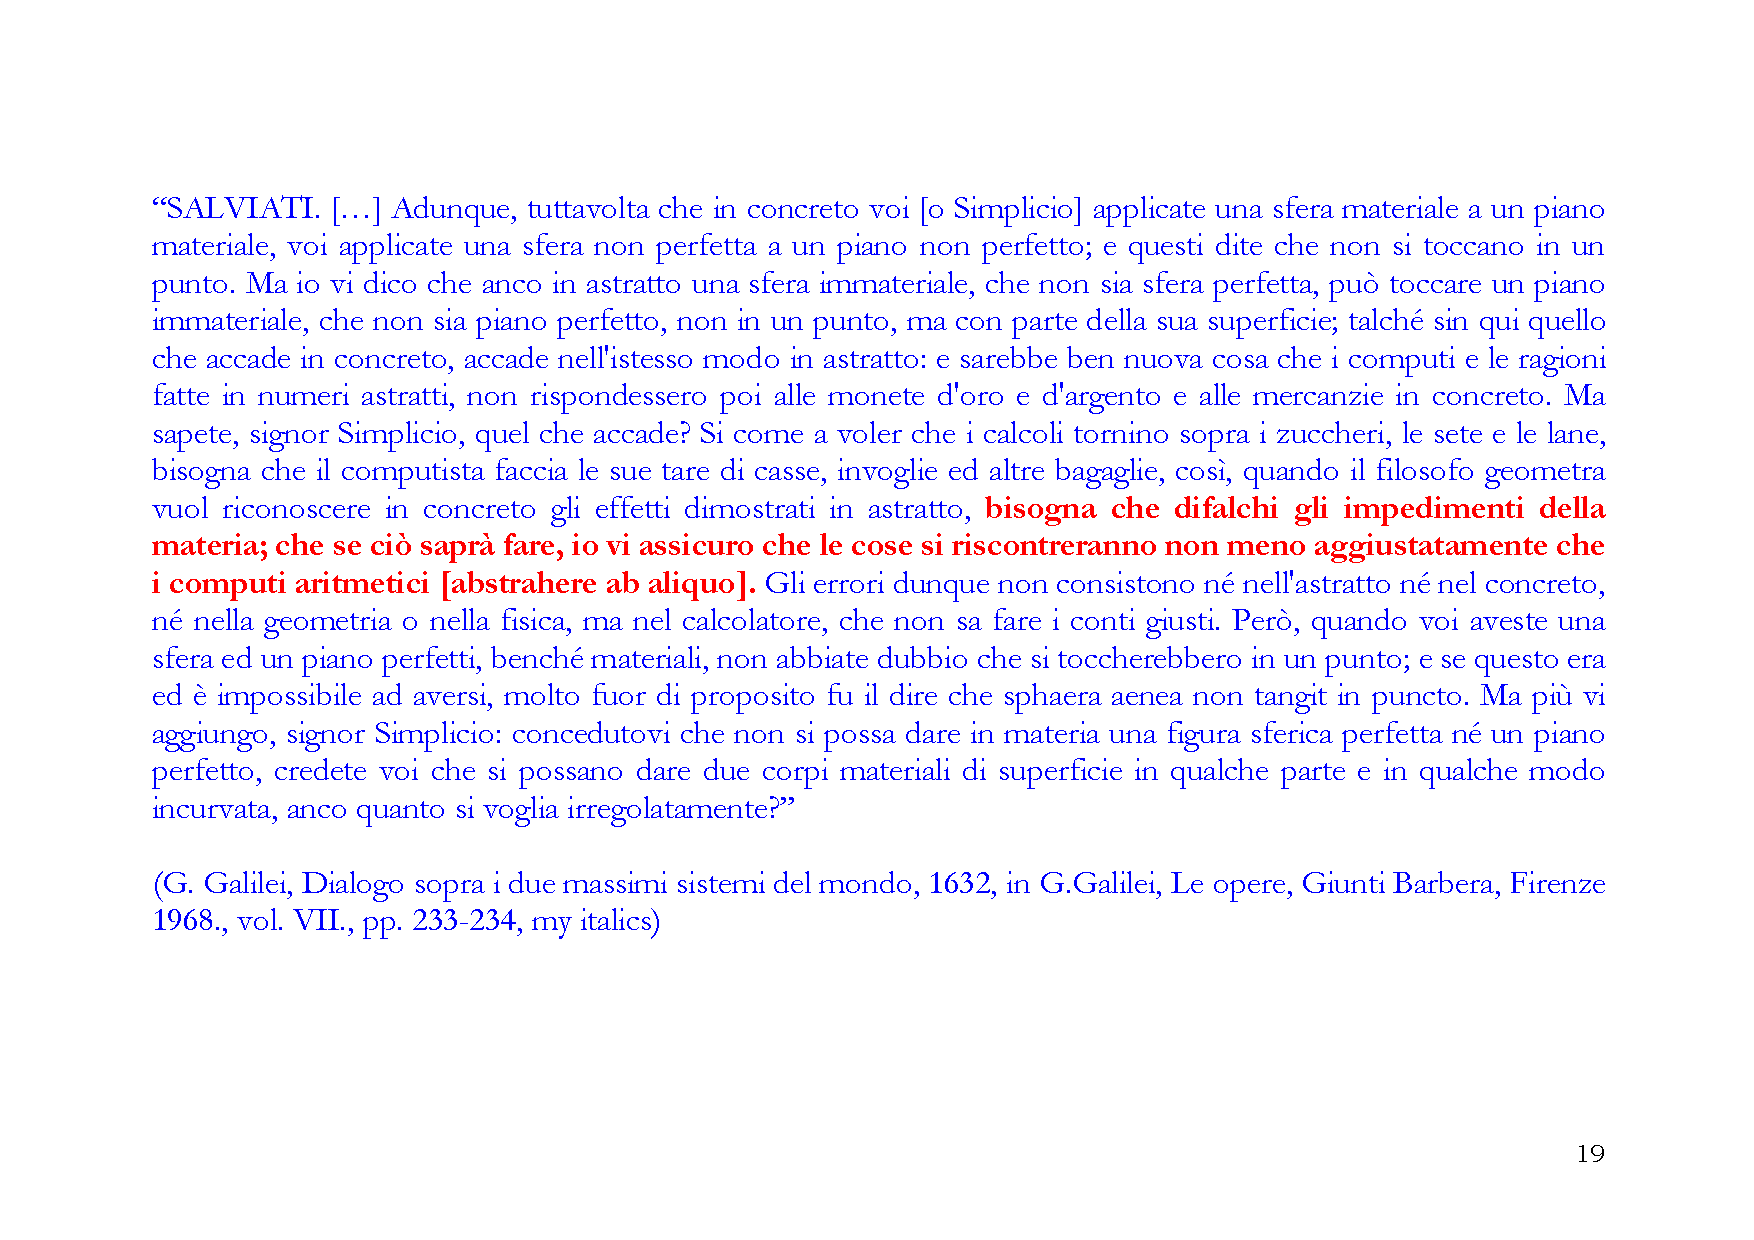 “SALVIATI. […] Adunque, tuttavolta che in concreto voi [o Simplicio] applicate una sfera materiale a un piano
materiale, voi applicate una sfera non perfetta a un piano non perfetto; e questi dite che non si toccano in un
punto. Ma io vi dico che anco in astratto una sfera immateriale, che non sia sfera perfetta, può toccare un piano
immateriale, che non sia piano perfetto, non in un punto, ma con parte della sua superficie; talché sin qui quello
che accade in concreto, accade nell'istesso modo in astratto: e sarebbe ben nuova cosa che i computi e le ragioni
fatte in numeri astratti, non rispondessero poi alle monete d'oro e d'argento e alle mercanzie in concreto. Ma
sapete, signor Simplicio, quel che accade? Si come a voler che i calcoli tornino sopra i zuccheri, le sete e le lane,
bisogna che il computista faccia le sue tare di casse, invoglie ed altre bagaglie, così, quando il filosofo geometra
vuol riconoscere in concreto gli effetti dimostrati in astratto, bisogna che difalchi gli impedimenti della
materia; che se ciò saprà fare, io vi assicuro che le cose si riscontreranno non meno aggiustatamente che
i computi aritmetici [abstrahere ab aliquo]. Gli errori dunque non consistono né nell'astratto né nel concreto,
né nella geometria o nella fisica, ma nel calcolatore, che non sa fare i conti giusti. Però, quando voi aveste una
sfera ed un piano perfetti, benché materiali, non abbiate dubbio che si toccherebbero in un punto; e se questo era
ed è impossibile ad aversi, molto fuor di proposito fu il dire che sphaera aenea non tangit in puncto. Ma più vi
aggiungo, signor Simplicio: concedutovi che non si possa dare in materia una figura sferica perfetta né un piano
perfetto, credete voi che si possano dare due corpi materiali di superficie in qualche parte e in qualche modo
incurvata, anco quanto si voglia irregolatamente?”
(G. Galilei, Dialogo sopra i due massimi sistemi del mondo, 1632, in G.Galilei, Le opere, Giunti Barbera, Firenze
1968., vol. VII., pp. 233-234, my italics)
19